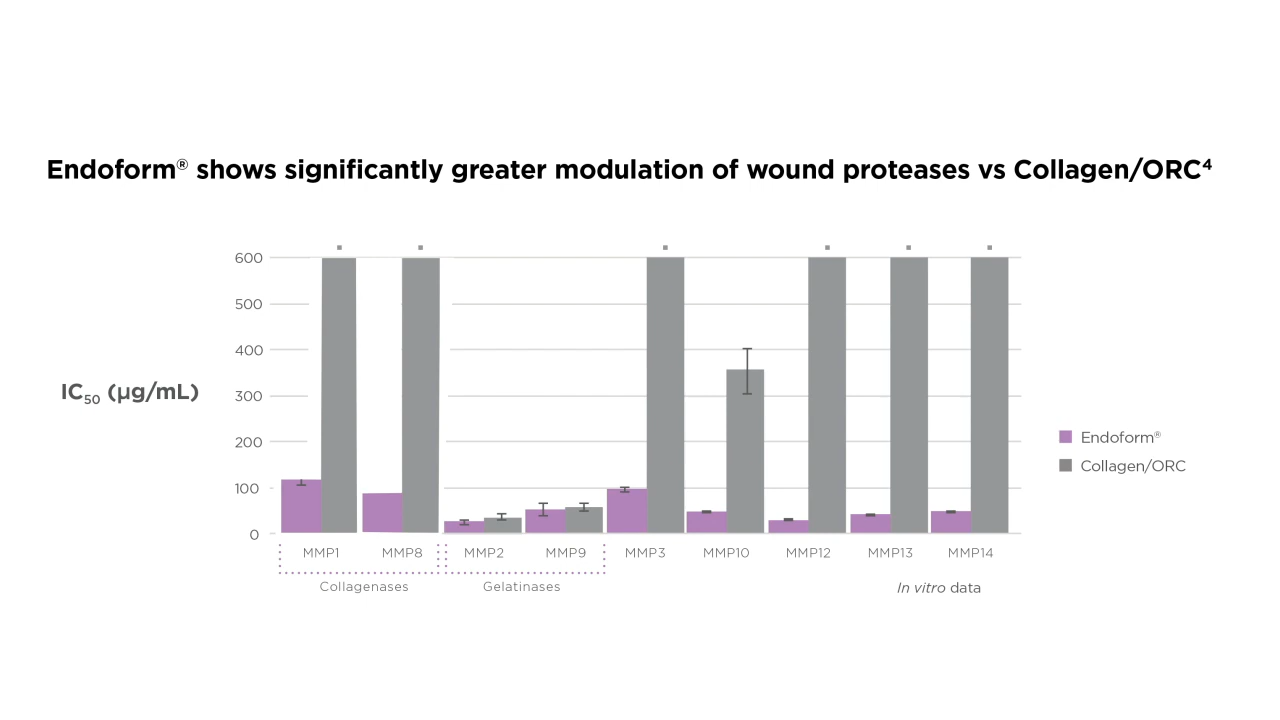 Endoform® shows significantly greater modulation of wound proteases vs Collagen/ORC⁴
600
500
400
IC₅₀ (µg/mL)
300
200
100
0
Endoform®
Collagen/ORC
MMP1 MMP8 MMP2 MMP9 MMP3 MMP10 MMP12 MMP13 MMP14
Collagenases Gelatinases In vitro data